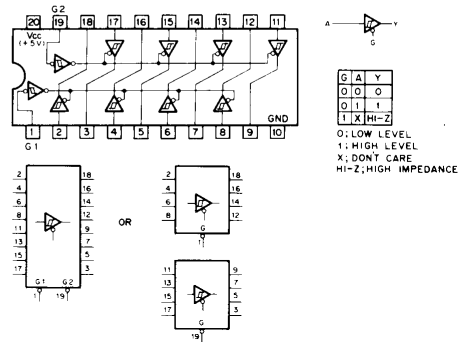 G2
20 19 18 17 16 15 14 13 12 11
Vcc
(+5V)
GND
1 2 3 4 5 6 7 8 9 10
G1
A Y
G
G A Y
0 0 0
0 1 1
1 X HI-Z
0; LOW LEVEL
1; HIGH LEVEL
X; DON'T CARE
HI-Z; HIGH IMPEDANCE
2 18
4 16
6 14
8 12
11 9
13 7
15 5
17 3
G1 G2
1 19
OR
2 18
4 16
6 14
8 12
G
1
11 9
13 7
15 5
17 3
G
19